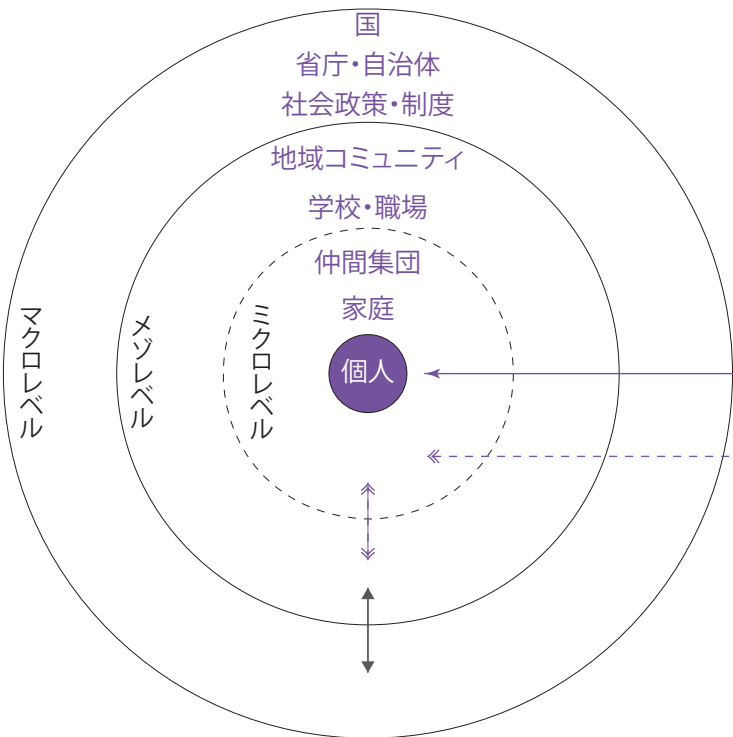 国
省庁・自治体
社会政策・制度
地域コミュニティ
学校・職場
仲間集団
家庭
個人
マクロレベル
メゾレベル
ミクロレベル